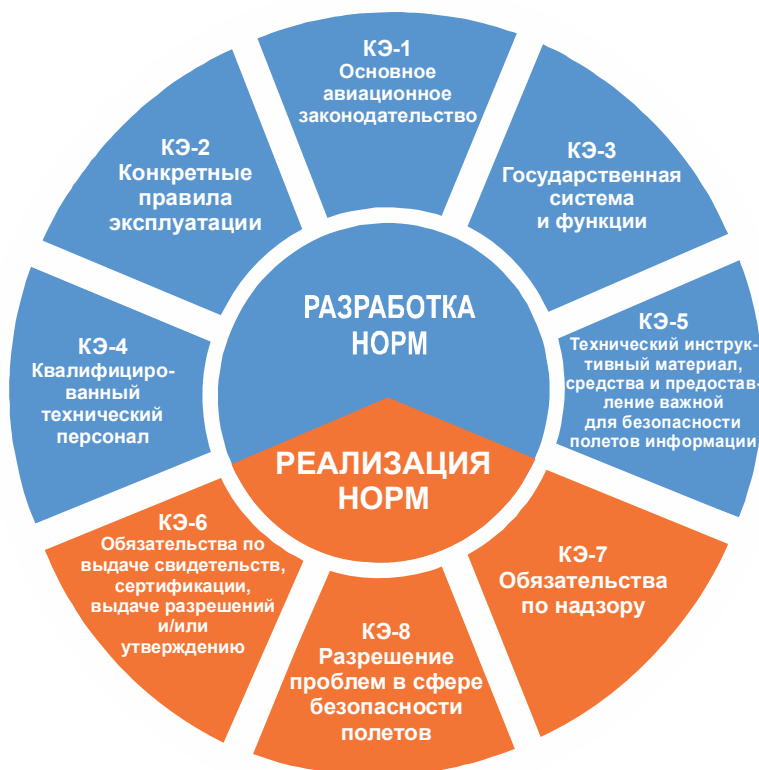 КЭ-1
Основное
авиационное
законодательство
КЭ-2
Конкретные
правила
эксплуатации
КЭ-3
Государственная
система
и функции
КЭ-4
Квалифициро-
ванный
технический
персонал
КЭ-5
Технический инструк-
тивный материал,
средства и предостав-
ление важной
для безопасности
полетов информации
РАЗРАБОТКА
НОРМ
РЕАЛИЗАЦИЯ
НОРМ
КЭ-6
Обязательства по
выдаче свидетельств,
сертификации,
выдаче разрешений
и/или
утверждению
КЭ-7
Обязательства
по надзору
КЭ-8
Разрешение
проблем в сфере
безопасности
полетов